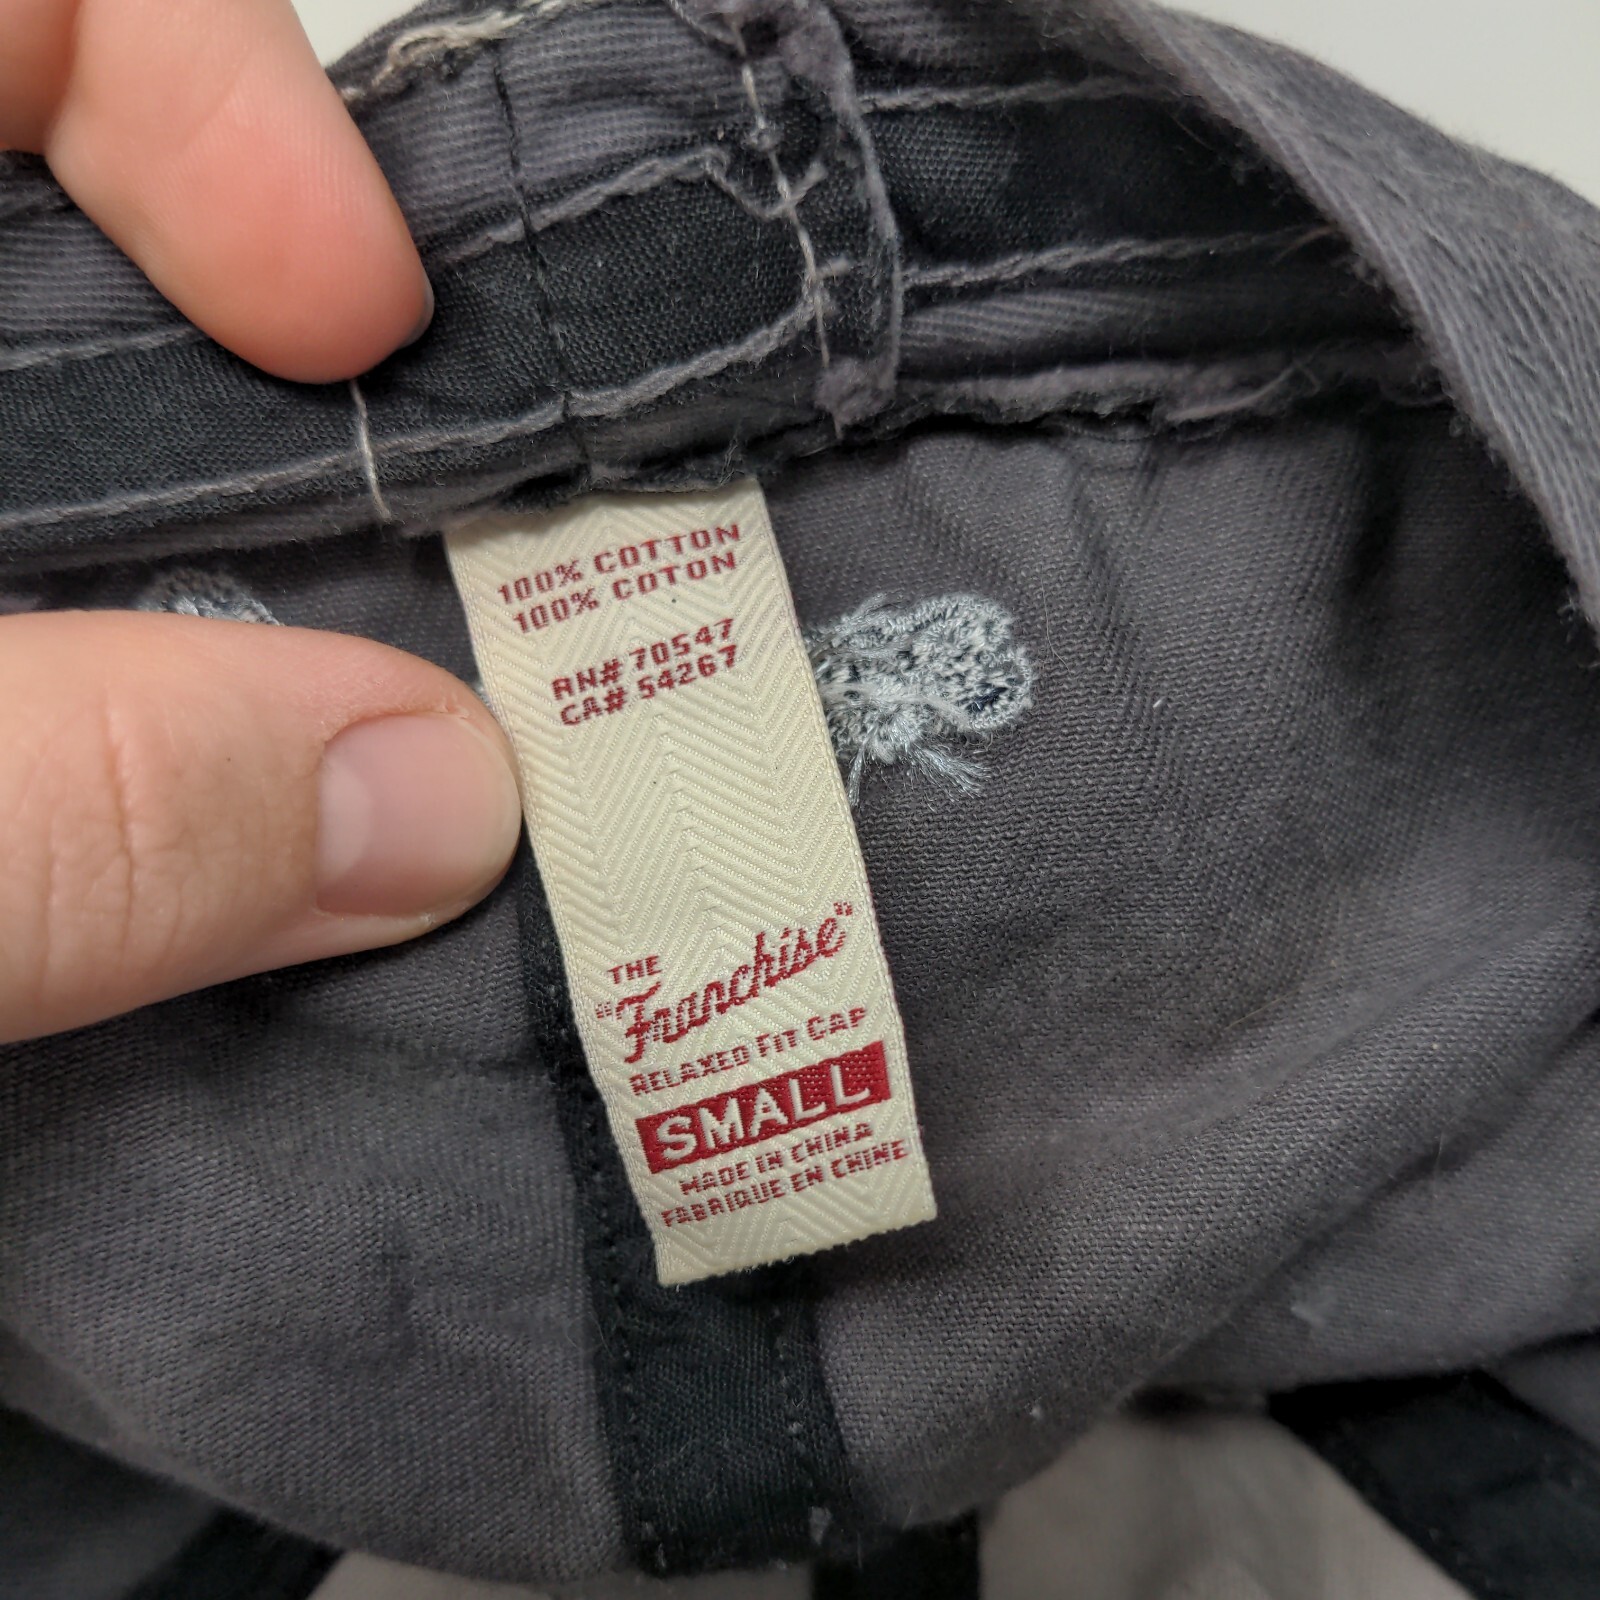 100% COTTON
100% COTON
RN# 70547
CA# 54267
THE
"Franchise"
RELAXED FIT CAP
SMALL
MADE IN CHINA
FABRIQUE EN CHINE